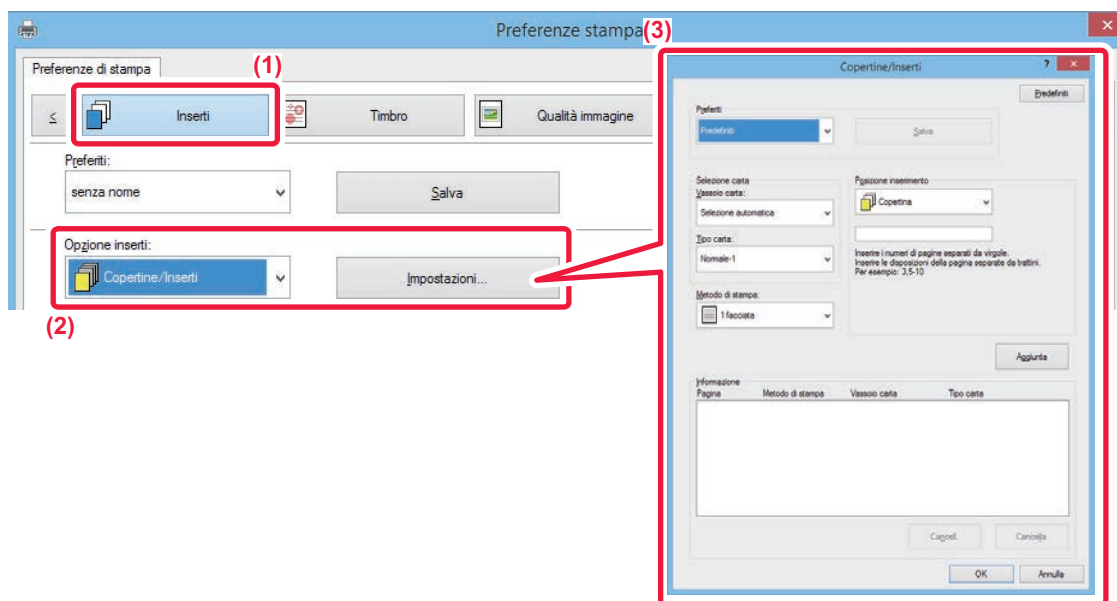 Preferenze stampa
(3)
Preferenze di stampa
(1)
<
Inserti
Timbro
Qualità immagine
Preferiti:
senza nome
Salva
Opzione inserti:
Copertine/Inserti
Impostazioni...
(2)
Copertine/Inserti
?
Predefiniti
Preferiti
Predefiniti
Salva
Selezione carta
Vassoio carta:
Selezione automatica
Tipo carta:
Normale-1
Metodo di stampa:
1 facciata
Posizione inserimento
Copertina
Inserire i numeri di pagine separati da virgole.
Inserire le disposizioni della pagina separate da trattini.
Per esempio: 3,5-10
Aggiunta
Informazione
Pagina Metodo di stampa Vassoio carta Tipo carta
Cancell. Cancella
OK Annulla